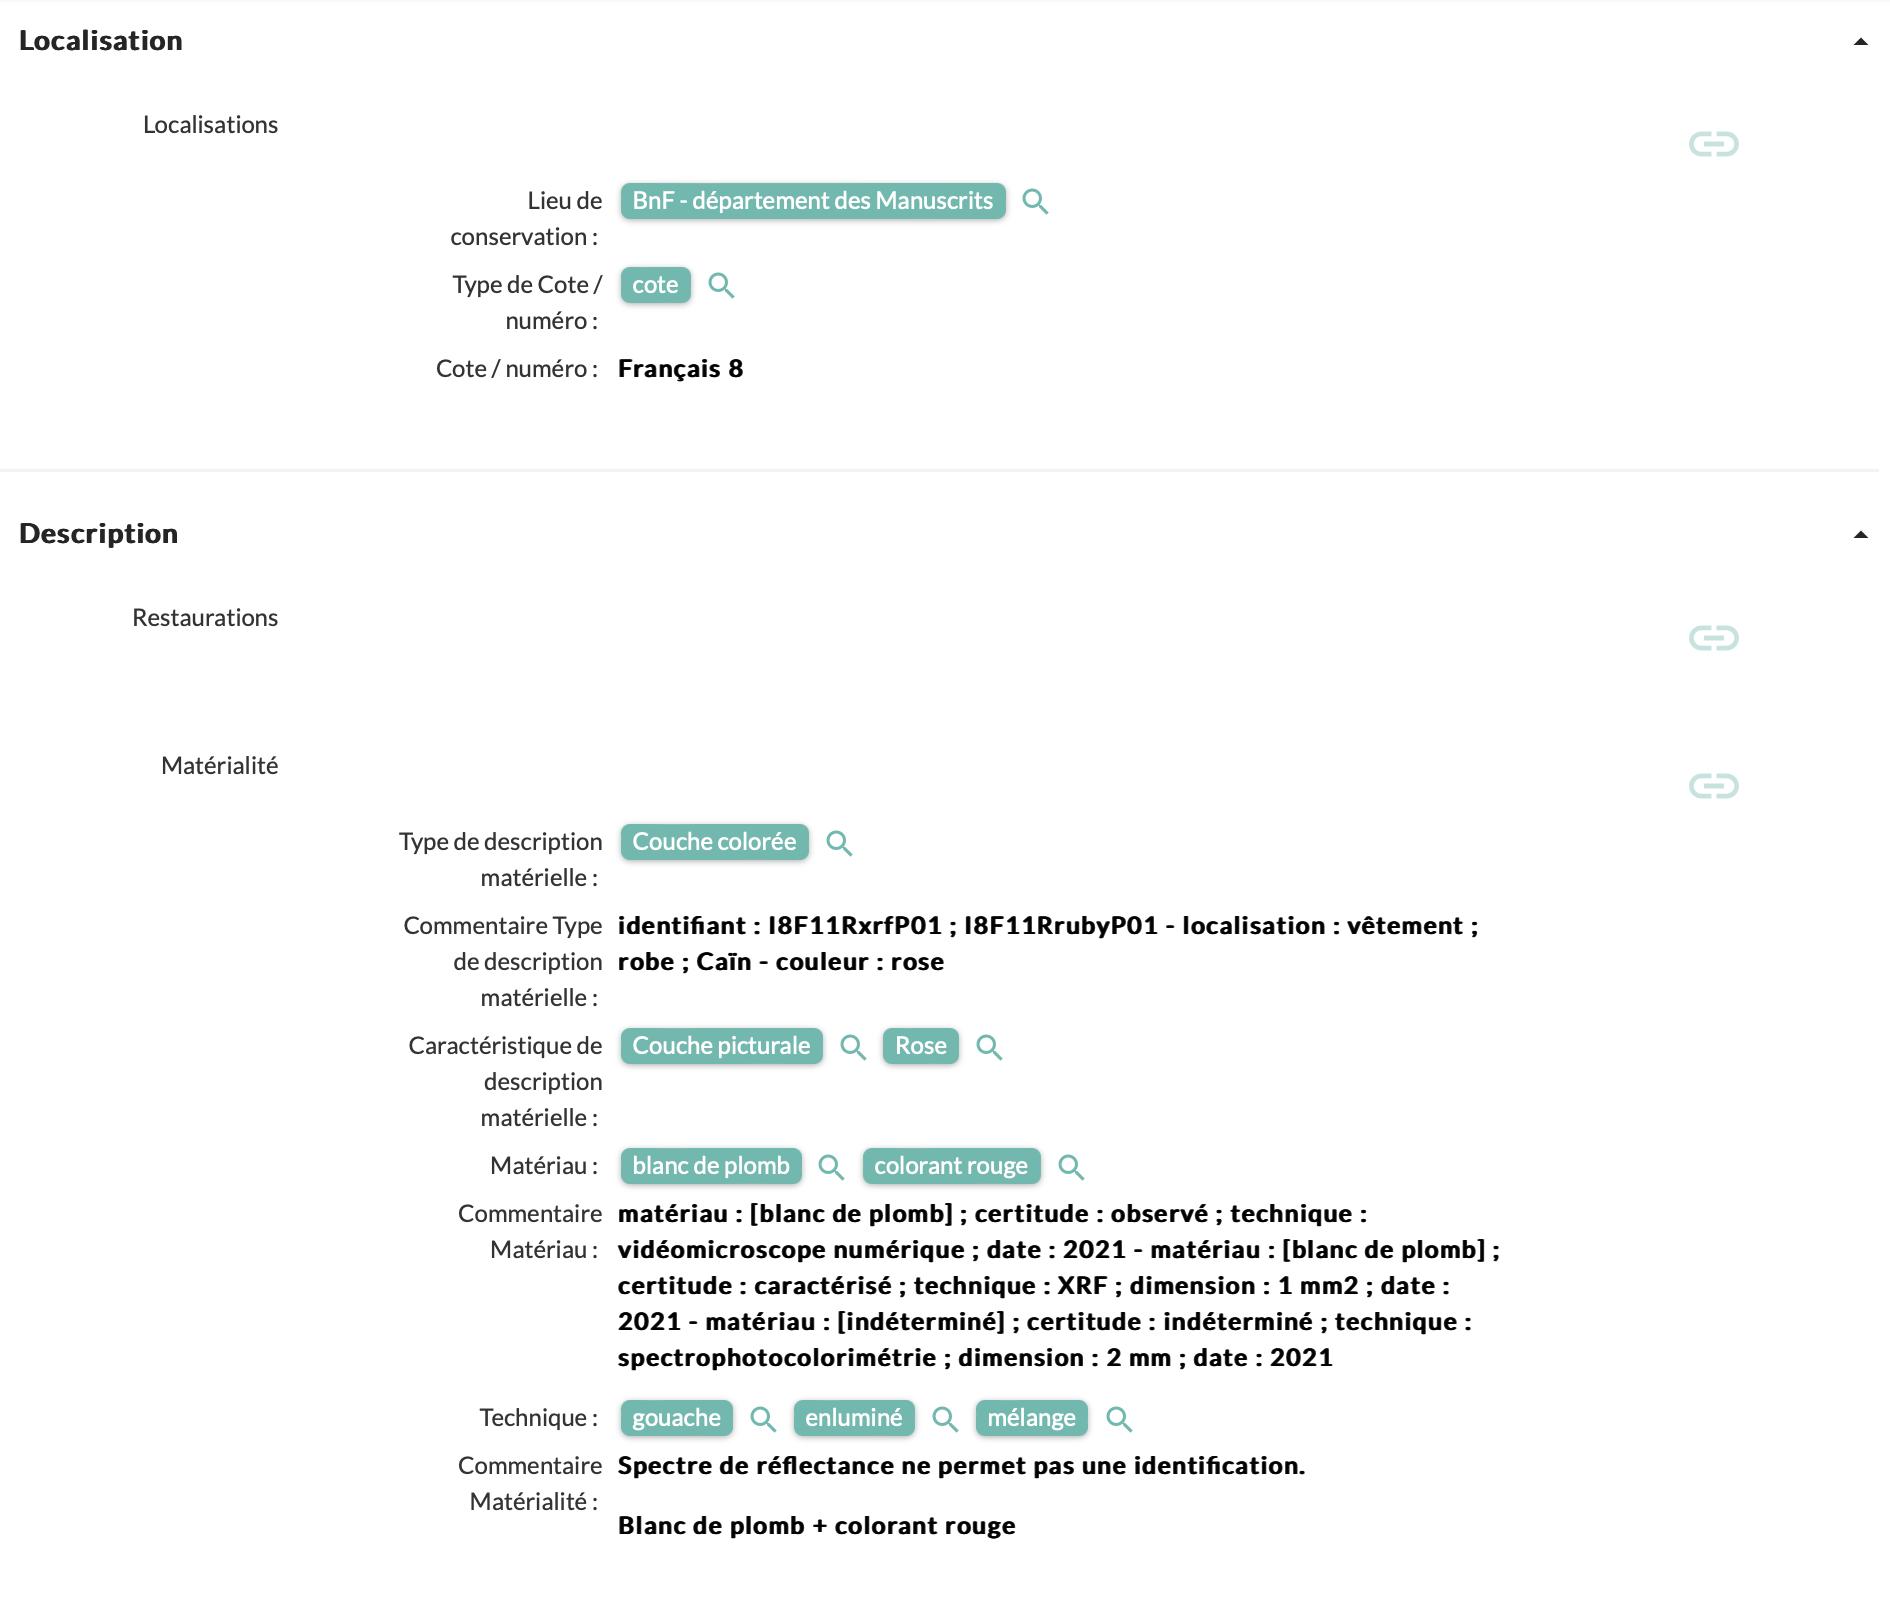 Localisation
Localisations
Lieu de conservation :
BnF - département des Manuscrits
Type de Cote / numéro :
cote
Cote / numéro :
Français 8
Description
Restaurations
Matérialité
Type de description matérielle :
Couche colorée
Commentaire Type de description matérielle :
identifiant : I8F11RxrfP01 ; I8F11RrubyP01 - localisation : vêtement ;
robe ; Caïn - couleur : rose
Caractéristique de description matérielle :
Couche picturale Rose
Matériau :
blanc de plomb colorant rouge
Commentaire Matériau :
matériau : [blanc de plomb] ; certitude : observé ; technique :
vidéomicroscope numérique ; date : 2021 - matériau : [blanc de plomb] ;
certitude : caractérisé ; technique : XRF ; dimension : 1 mm2 ; date :
2021 - matériau : [indéterminé] ; certitude : indéterminé ; technique :
spectrophotocolorimétrie ; dimension : 2 mm ; date : 2021
Technique :
gouache enluminé mélange
Commentaire Matérialité :
Spectre de réflectance ne permet pas une identification.
Blanc de plomb + colorant rouge